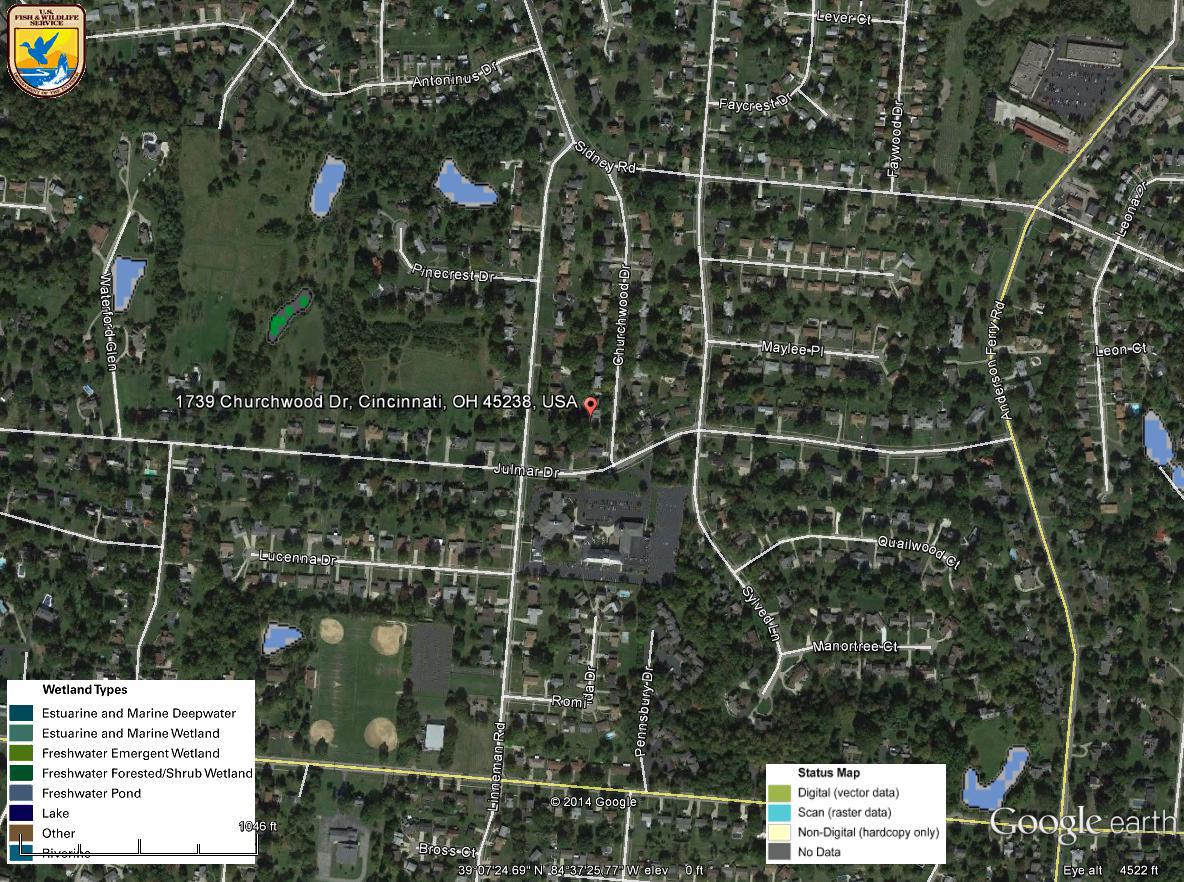 U.S.
FISH & WILDLIFE
SERVICE
Lever Ct
Antoninus Dr
Faycrest Dr
Faywood Dr
Sidney Rd
Leona Dr
Pinecrest Dr
Waterford Glen
Churchwood Dr
Anderson Ferry Rd
Maylee Pl
Leon Ct
1739 Churchwood Dr, Cincinnati, OH 45238, USA
Julmar Dr
Quailwood Ct
Lucenna Dr
Sylved Ln
Manortree Ct
Romilda Dr
Pennsbury Dr
Linneman Rd
Wetland Types
Estuarine and Marine Deepwater
Estuarine and Marine Wetland
Freshwater Emergent Wetland
Freshwater Forested/Shrub Wetland
Freshwater Pond
Lake
Other
Riverine
1046 ft
Status Map
Digital (vector data)
Scan (raster data)
Non-Digital (hardcopy only)
No Data
© 2014 Google
Google earth
Bross Ct
39°07'24.69" N 84°37'25.77" W elev 0 ft
Eye alt 4522 ft